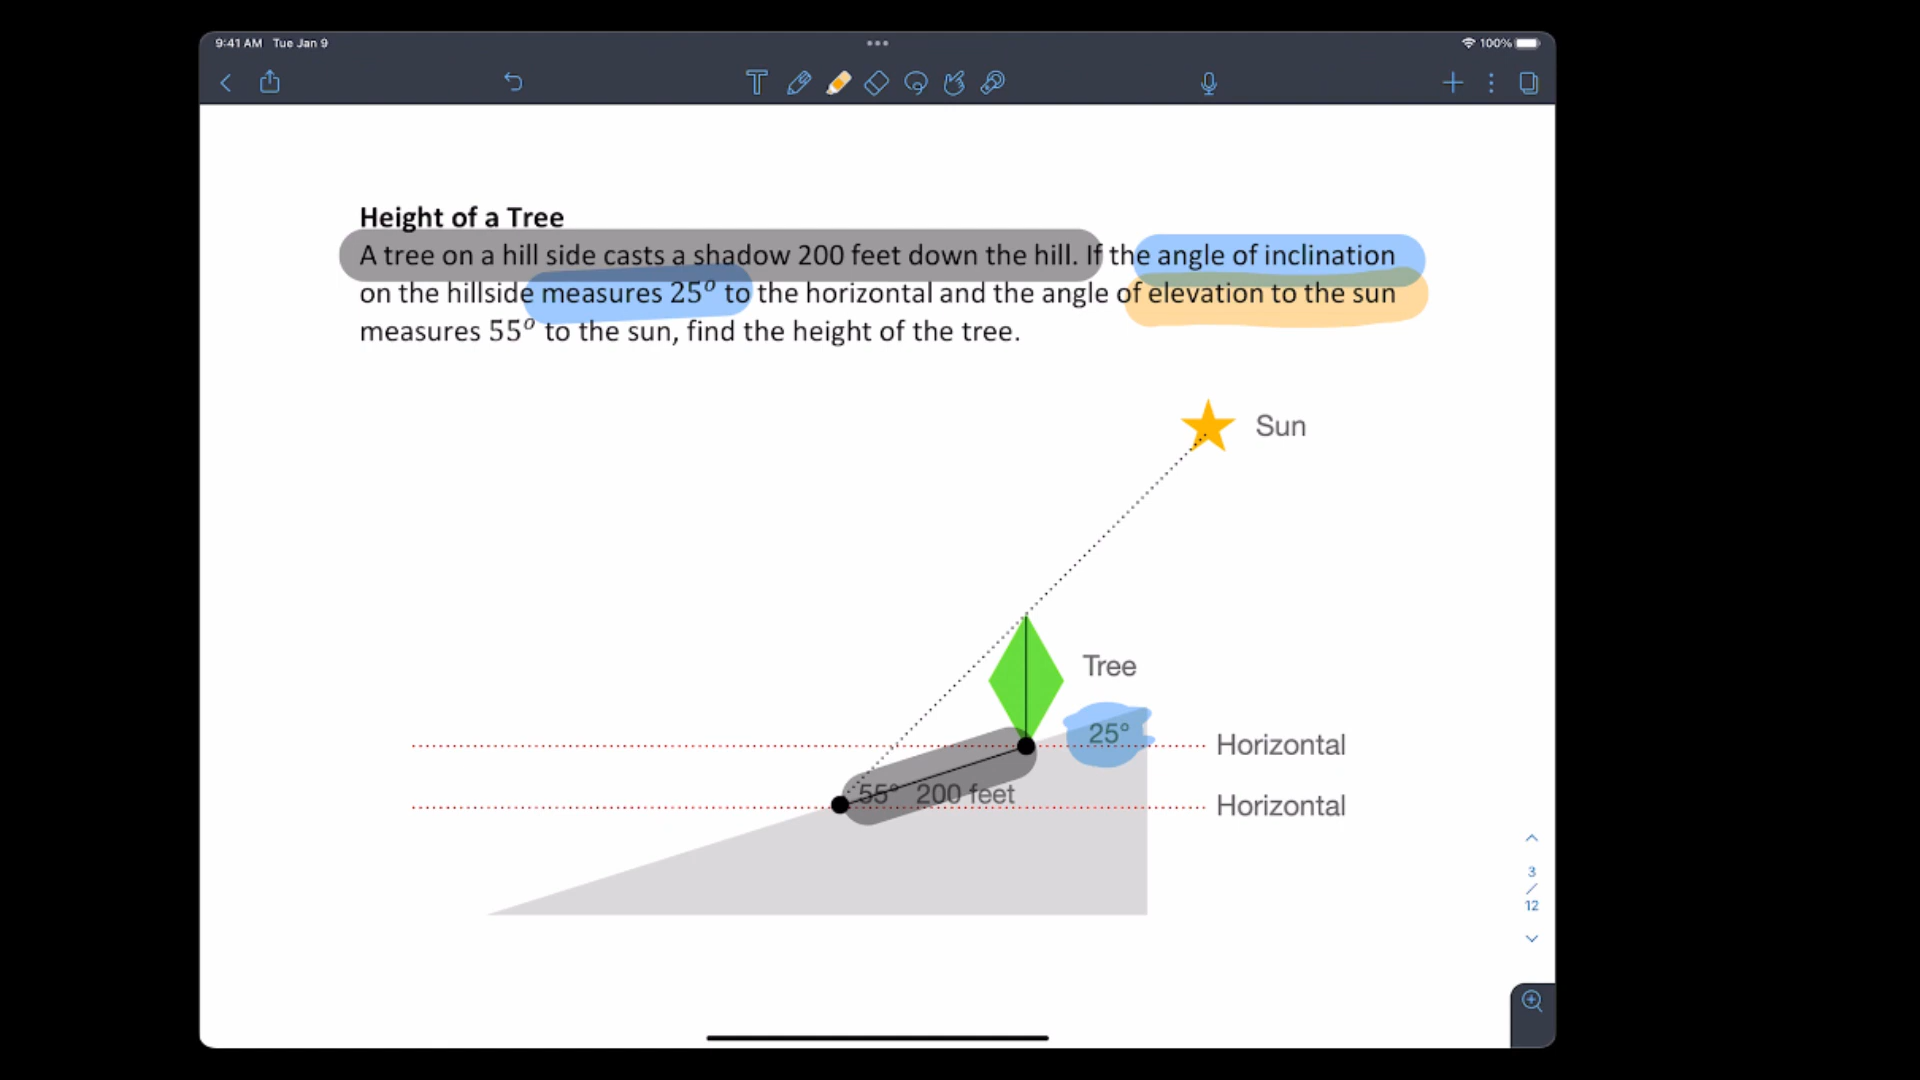 9:41 AM Tue Jan 9
100%
Height of a Tree
A tree on a hill side casts a shadow 200 feet down the hill. If the angle of inclination
on the hillside measures 25° to the horizontal and the angle of elevation to the sun
measures 55° to the sun, find the height of the tree.
Sun
Tree
25°
Horizontal
55° 200 feet
Horizontal
3
/
12